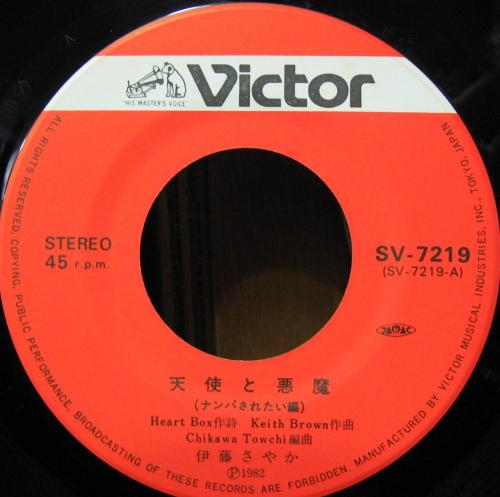 "HIS MASTER'S VOICE"
Victor
STEREO
45 r.p.m.
SV-7219
(SV-7219-A)
JASRAC
天使と悪魔
(ナンパされたい編)
Heart Box作詩 Keith Brown作曲
Chikawa Towchi編曲
伊藤さやか
Ⓟ1982
ALL RIGHTS RESERVED. COPYING, PUBLIC PERFORMANCE, BROADCASTING OF THESE RECORDS ARE FORBIDDEN. MANUFACTURED BY VICTOR MUSICAL INDUSTRIES, INC., TOKYO, JAPAN